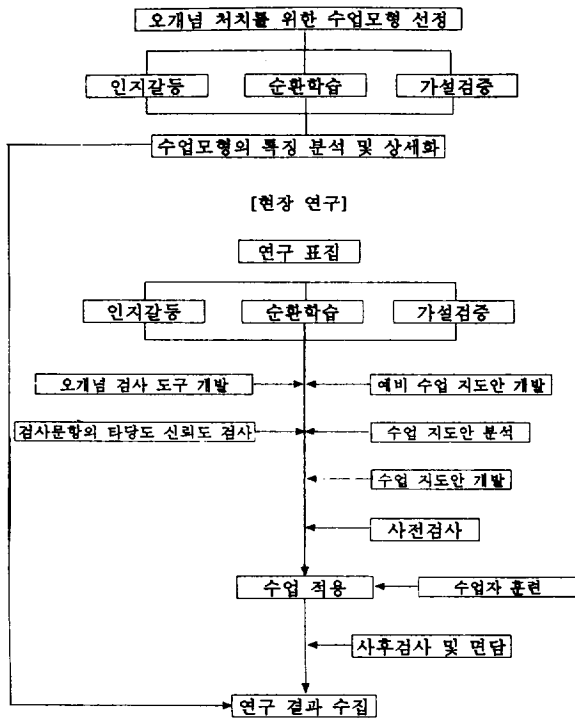 오개념 처치를 위한 수업모형 선정
인지갈등 순환학습 가설검증
수업모형의 특징 분석 및 상세화
[현장 연구]
연구 표집
인지갈등 순환학습 가설검증
오개념 검사 도구 개발 예비 수업 지도안 개발
검사문항의 타당도 신뢰도 검사 수업 지도안 분석
수업 지도안 개발
사전검사
수업 적용 수업자 훈련
사후검사 및 면담
연구 결과 수집